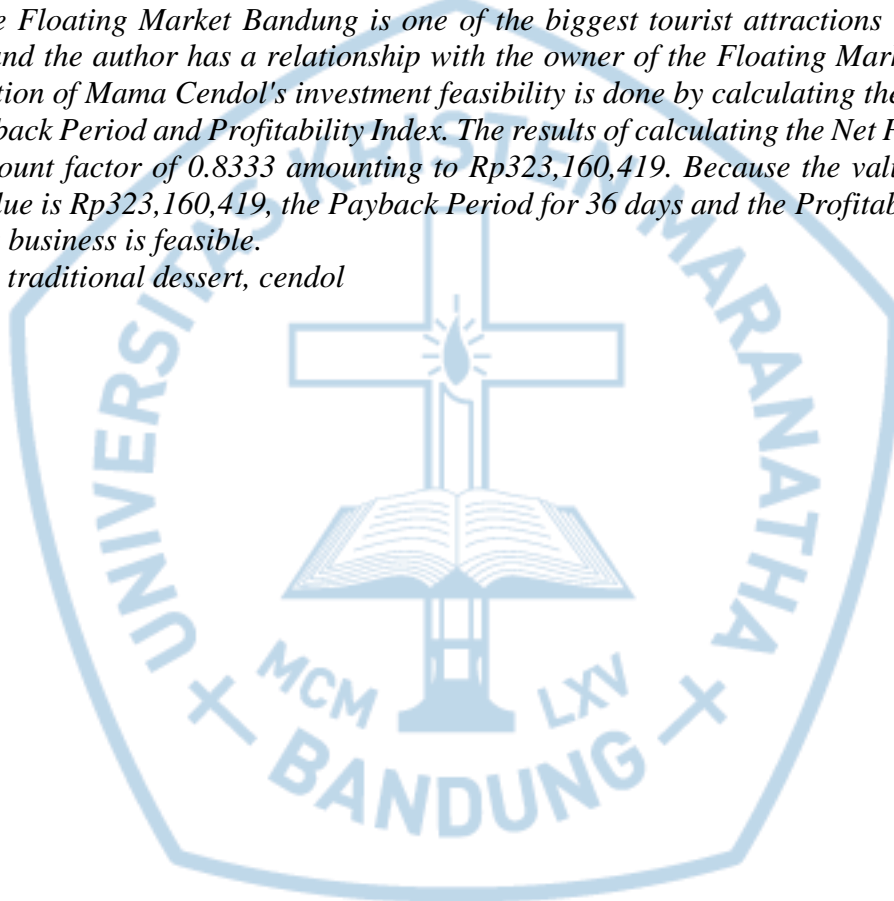 e Floating Market Bandung is one of the biggest tourist attractions
nd the author has a relationship with the owner of the Floating Mark
tion of Mama Cendol's investment feasibility is done by calculating the
back Period and Profitability Index. The results of calculating the Net P
ount factor of 0.8333 amounting to Rp323,160,419. Because the valu
lue is Rp323,160,419, the Payback Period for 36 days and the Profitab
business is feasible.
traditional dessert, cendol
UNIVERSITAS KRISTEN MARANATHA
MCM LXV
BANDUNG